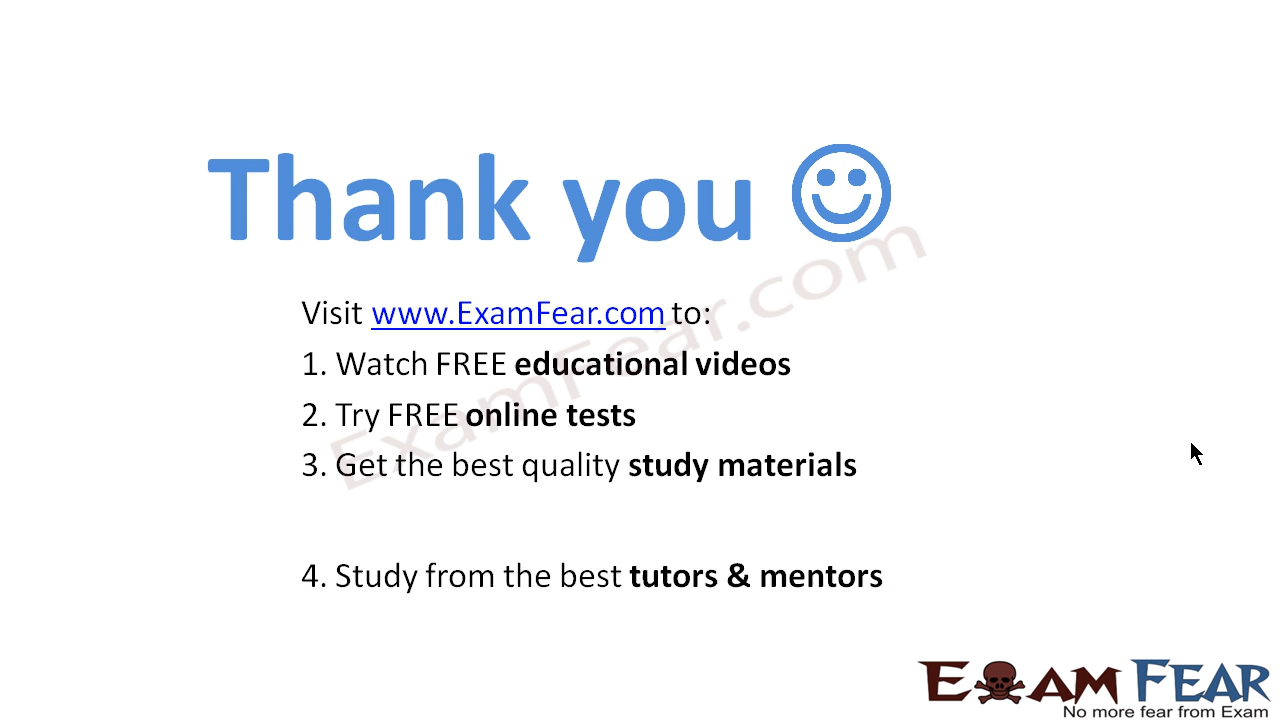 Thank you
Visit www.ExamFear.com to:
1. Watch FREE educational videos
2. Try FREE online tests
3. Get the best quality study materials
4. Study from the best tutors & mentors
ExamFear.com
EXAM FEAR
No more fear from Exam